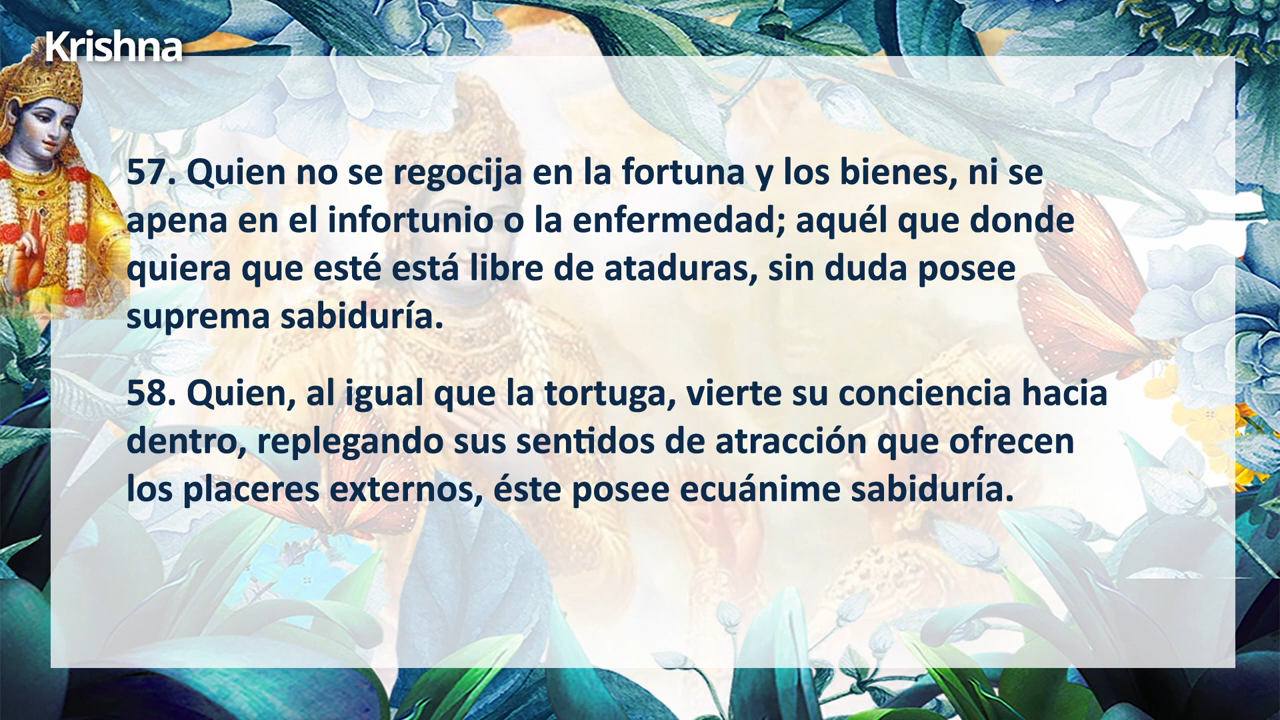 Krishna
57. Quien no se regocija en la fortuna y los bienes, ni se
apena en el infortunio o la enfermedad; aquél que donde
quiera que esté está libre de ataduras, sin duda posee
suprema sabiduría.
58. Quien, al igual que la tortuga, vierte su conciencia hacia
dentro, replegando sus sentidos de atracción que ofrecen
los placeres externos, éste posee ecuánime sabiduría.